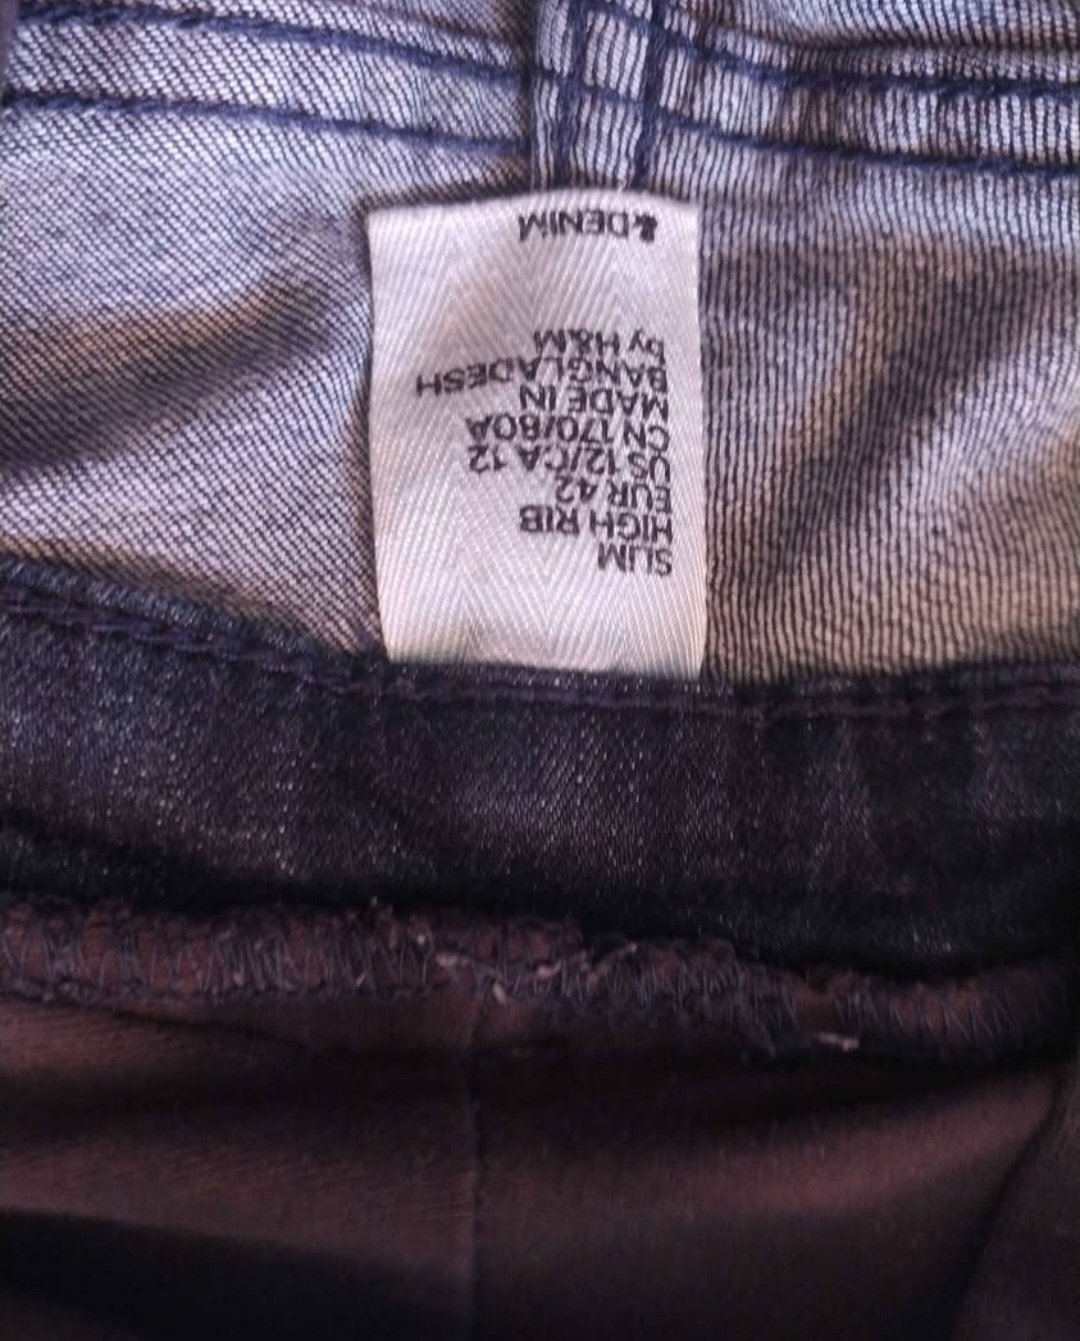 SLIM
HIGH RIB
EUR 42
US 12/CA 12
CN 170/80A
MADE IN
BANGLADESH
by H&M
&DENIM